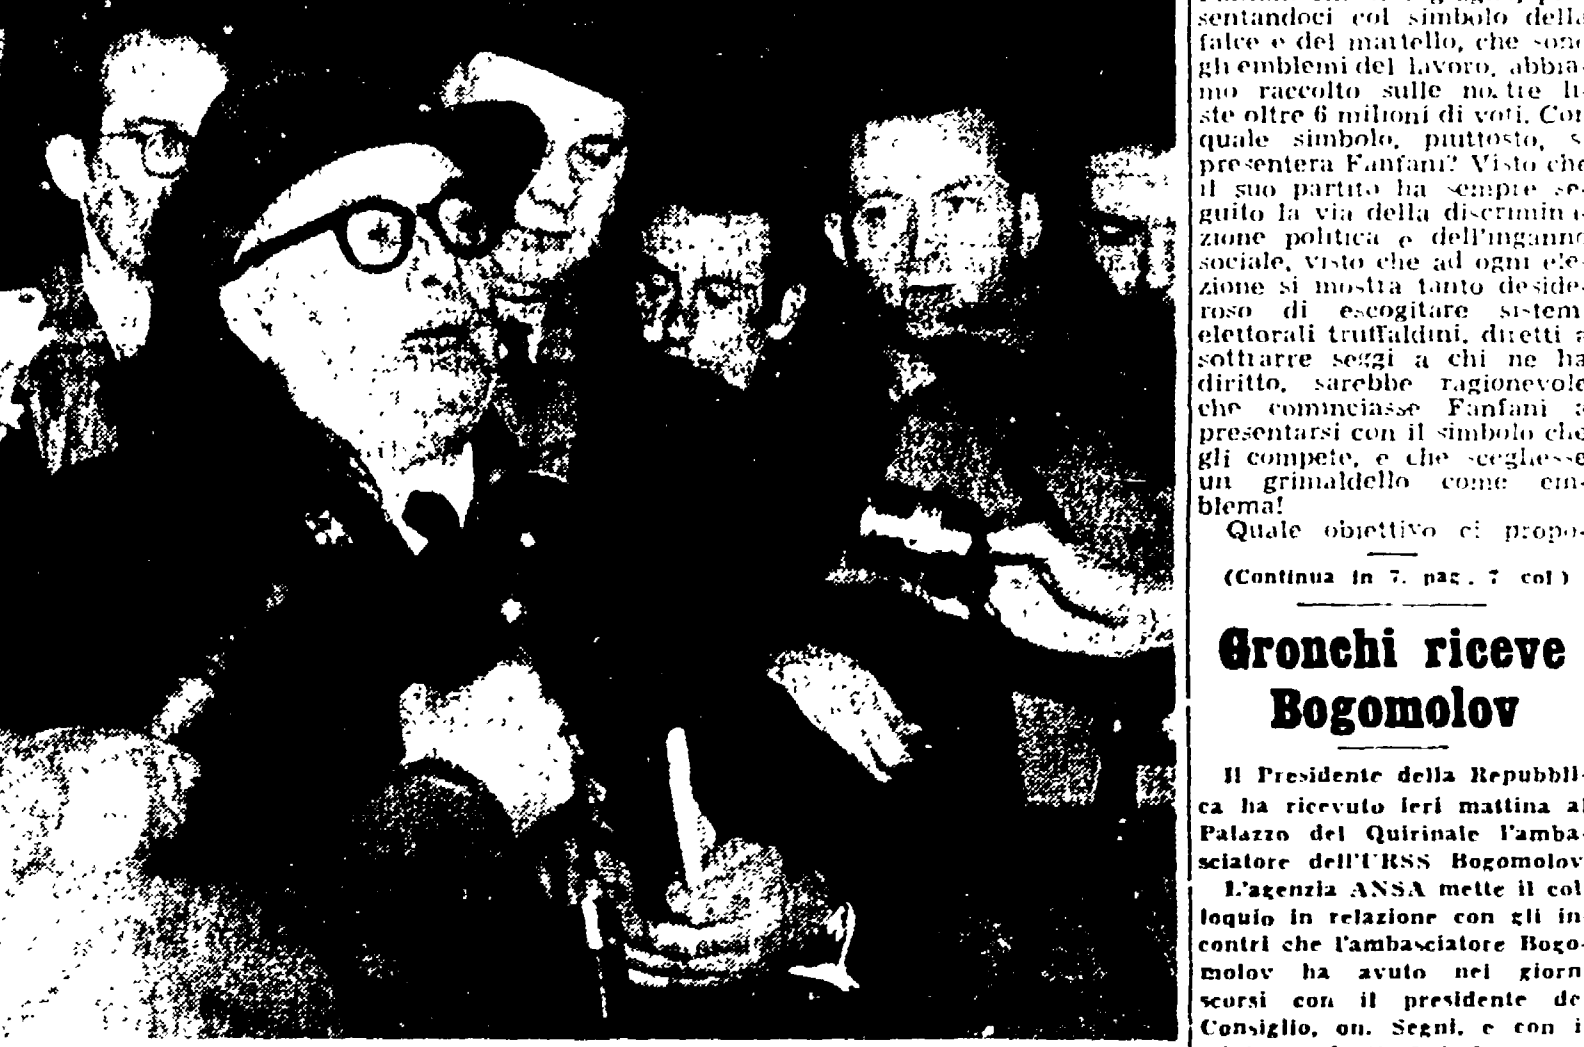 sentandoci col simbolo della
falce e del martello, che sono
gli emblemi del lavoro, abbia-
mo raccolto sulle nostre li-
ste oltre 6 milioni di voti. Con
quale simbolo, piuttosto, si
presentera Fanfani? Visto che
il suo partito ha sempre se-
guito la via della discrimina-
zione politica e dell'inganno
sociale, visto che ad ogni ele-
zione si mostra tanto deside-
roso di escogitare sistemi
elettorali truffaldini, diretti a
sottrarre seggi a chi ne ha
diritto, sarebbe ragionevole
che cominciasse Fanfani a
presentarsi con il simbolo che
gli compete, e che scegliesse
un grimaldello come em-
blema!
Quale obiettivo ci propo-
(Continua in 7. pag. 7 col)
Gronchi riceve
Bogomolov
Il Presidente della Repubbli-
ca ha ricevuto ieri mattina al
Palazzo del Quirinale l'amba-
sciatore dell'URSS Bogomolov
L'agenzia ANSA mette il col
loquio in relazione con gli in
contri che l'ambasciatore Bogo-
molov ha avuto nei giorn
scorsi con il presidente de
Consiglio, on. Segni, e con i